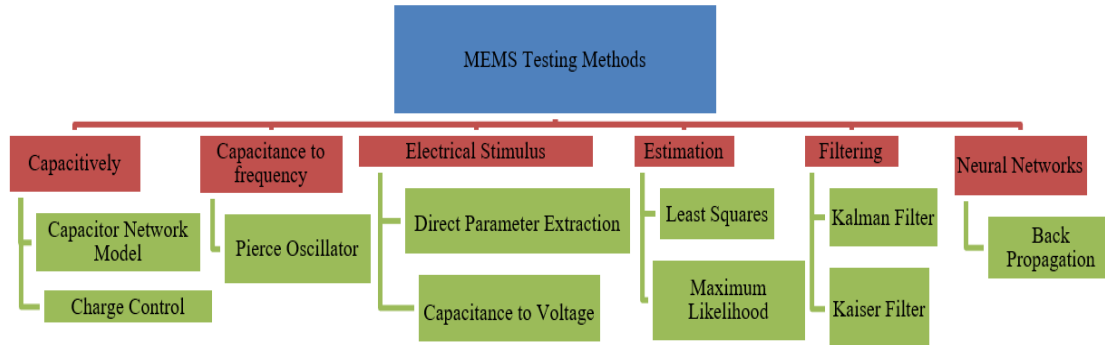 MEMS Testing Methods
Capacitively
Capacitance to
frequency
Electrical Stimulus
Estimation
Filtering
Neural Networks
Capacitor Network
Model
Charge Control
Pierce Oscillator
Direct Parameter Extraction
Capacitance to Voltage
Least Squares
Maximum
Likelihood
Kalman Filter
Kaiser Filter
Back
Propagation